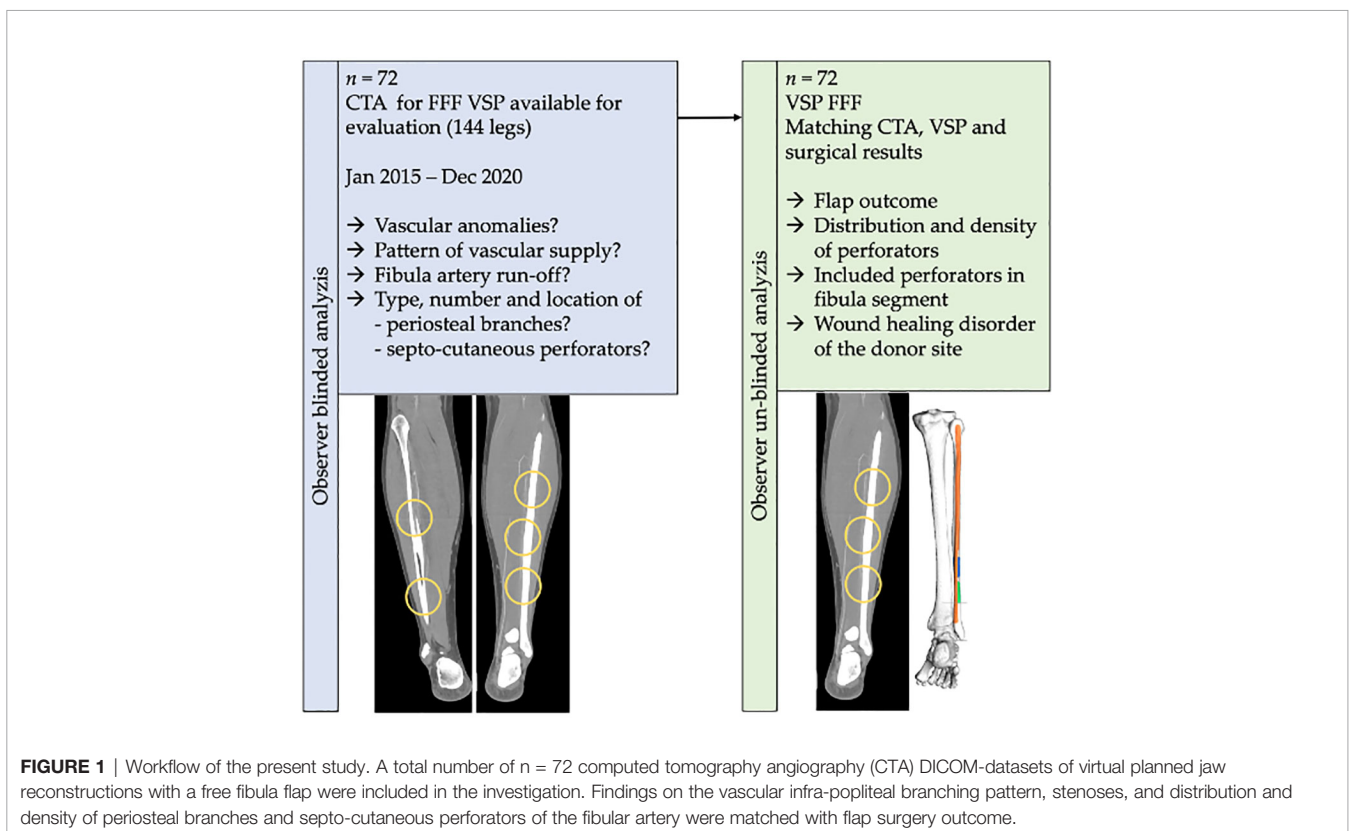 Observer blinded analyzis
n = 72
CTA for FFF VSP available for
evaluation (144 legs)
Jan 2015 – Dec 2020
→ Vascular anomalies?
→ Pattern of vascular supply?
→ Fibula artery run-off?
→ Type, number and location of
- periosteal branches?
- septo-cutaneous perforators?
Observer un-blinded analyzis
n = 72
VSP FFF
Matching CTA, VSP and
surgical results
→ Flap outcome
→ Distribution and density
of perforators
→ Included perforators in
fibula segment
→ Wound healing disorder
of the donor site
FIGURE 1 | Workflow of the present study. A total number of n = 72 computed tomography angiography (CTA) DICOM-datasets of virtual planned jaw
reconstructions with a free fibula flap were included in the investigation. Findings on the vascular infra-popliteal branching pattern, stenoses, and distribution and
density of periosteal branches and septo-cutaneous perforators of the fibular artery were matched with flap surgery outcome.